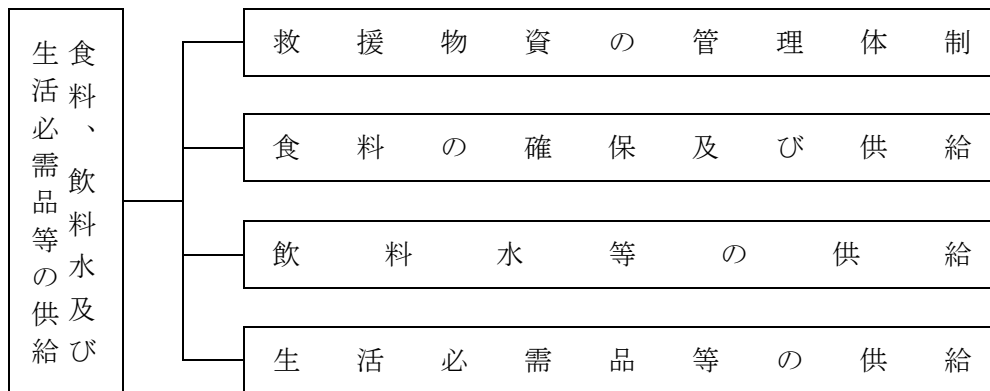 食料、飲料水及び
生活必需品等の供給
救援物資の管理体制
食料の確保及び供給
飲料水等の供給
生活必需品等の供給